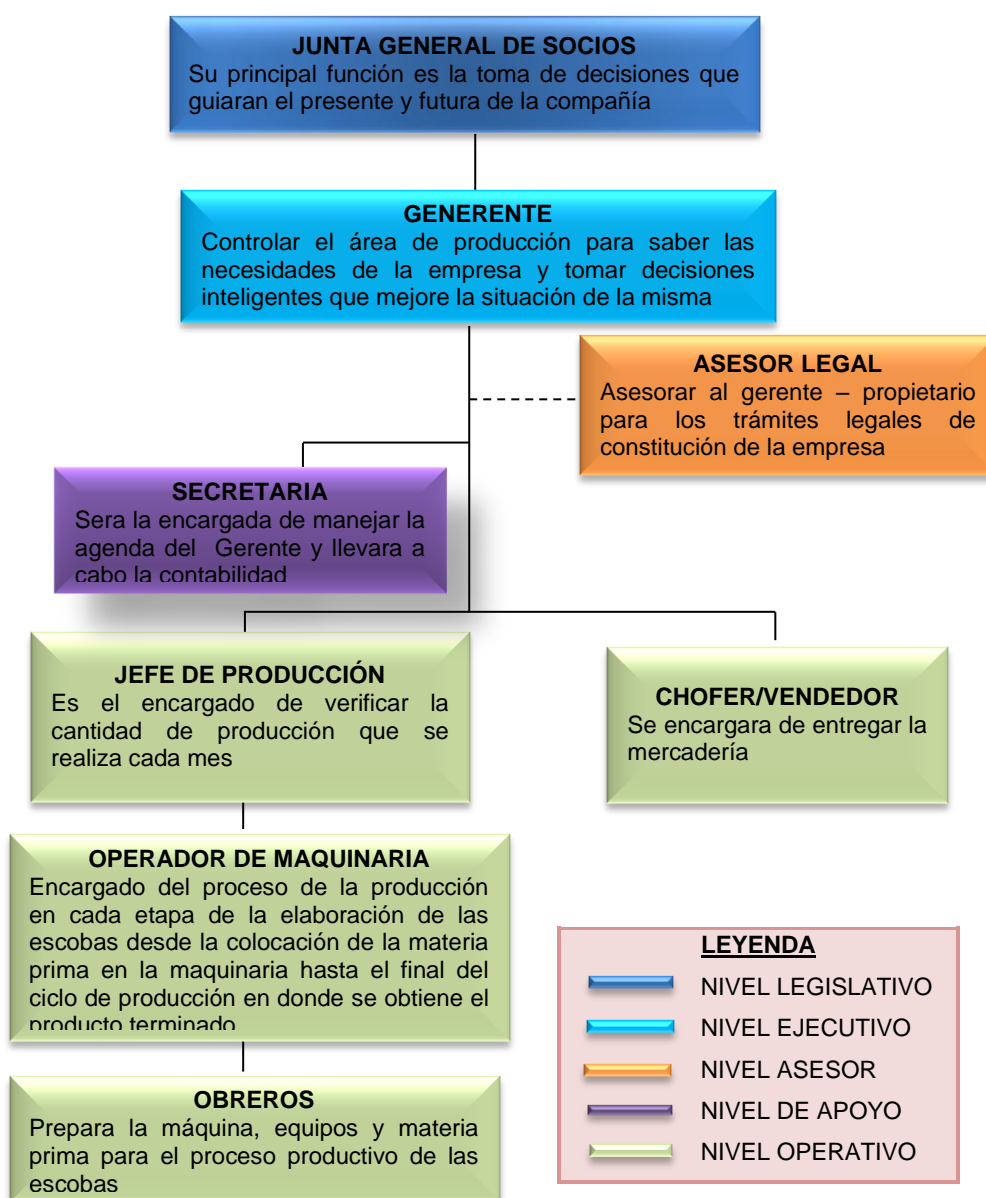 JUNTA GENERAL DE SOCIOS
Su principal función es la toma de decisiones que
guiaran el presente y futura de la compañía
GENERENTE
Controlar el área de producción para saber las
necesidades de la empresa y tomar decisiones
inteligentes que mejore la situación de la misma
ASESOR LEGAL
Asesorar al gerente – propietario
para los trámites legales de
constitución de la empresa
SECRETARIA
Sera la encargada de manejar la
agenda del Gerente y llevara a
cabo la contabilidad
JEFE DE PRODUCCIÓN
Es el encargado de verificar la
cantidad de producción que se
realiza cada mes
CHOFER/VENDEDOR
Se encargara de entregar la
mercadería
OPERADOR DE MAQUINARIA
Encargado del proceso de la producción
en cada etapa de la elaboración de las
escobas desde la colocación de la materia
prima en la maquinaria hasta el final del
ciclo de producción en donde se obtiene el
producto terminado
OBREROS
Prepara la máquina, equipos y materia
prima para el proceso productivo de las
escobas
LEYENDA
NIVEL LEGISLATIVO
NIVEL EJECUTIVO
NIVEL ASESOR
NIVEL DE APOYO
NIVEL OPERATIVO